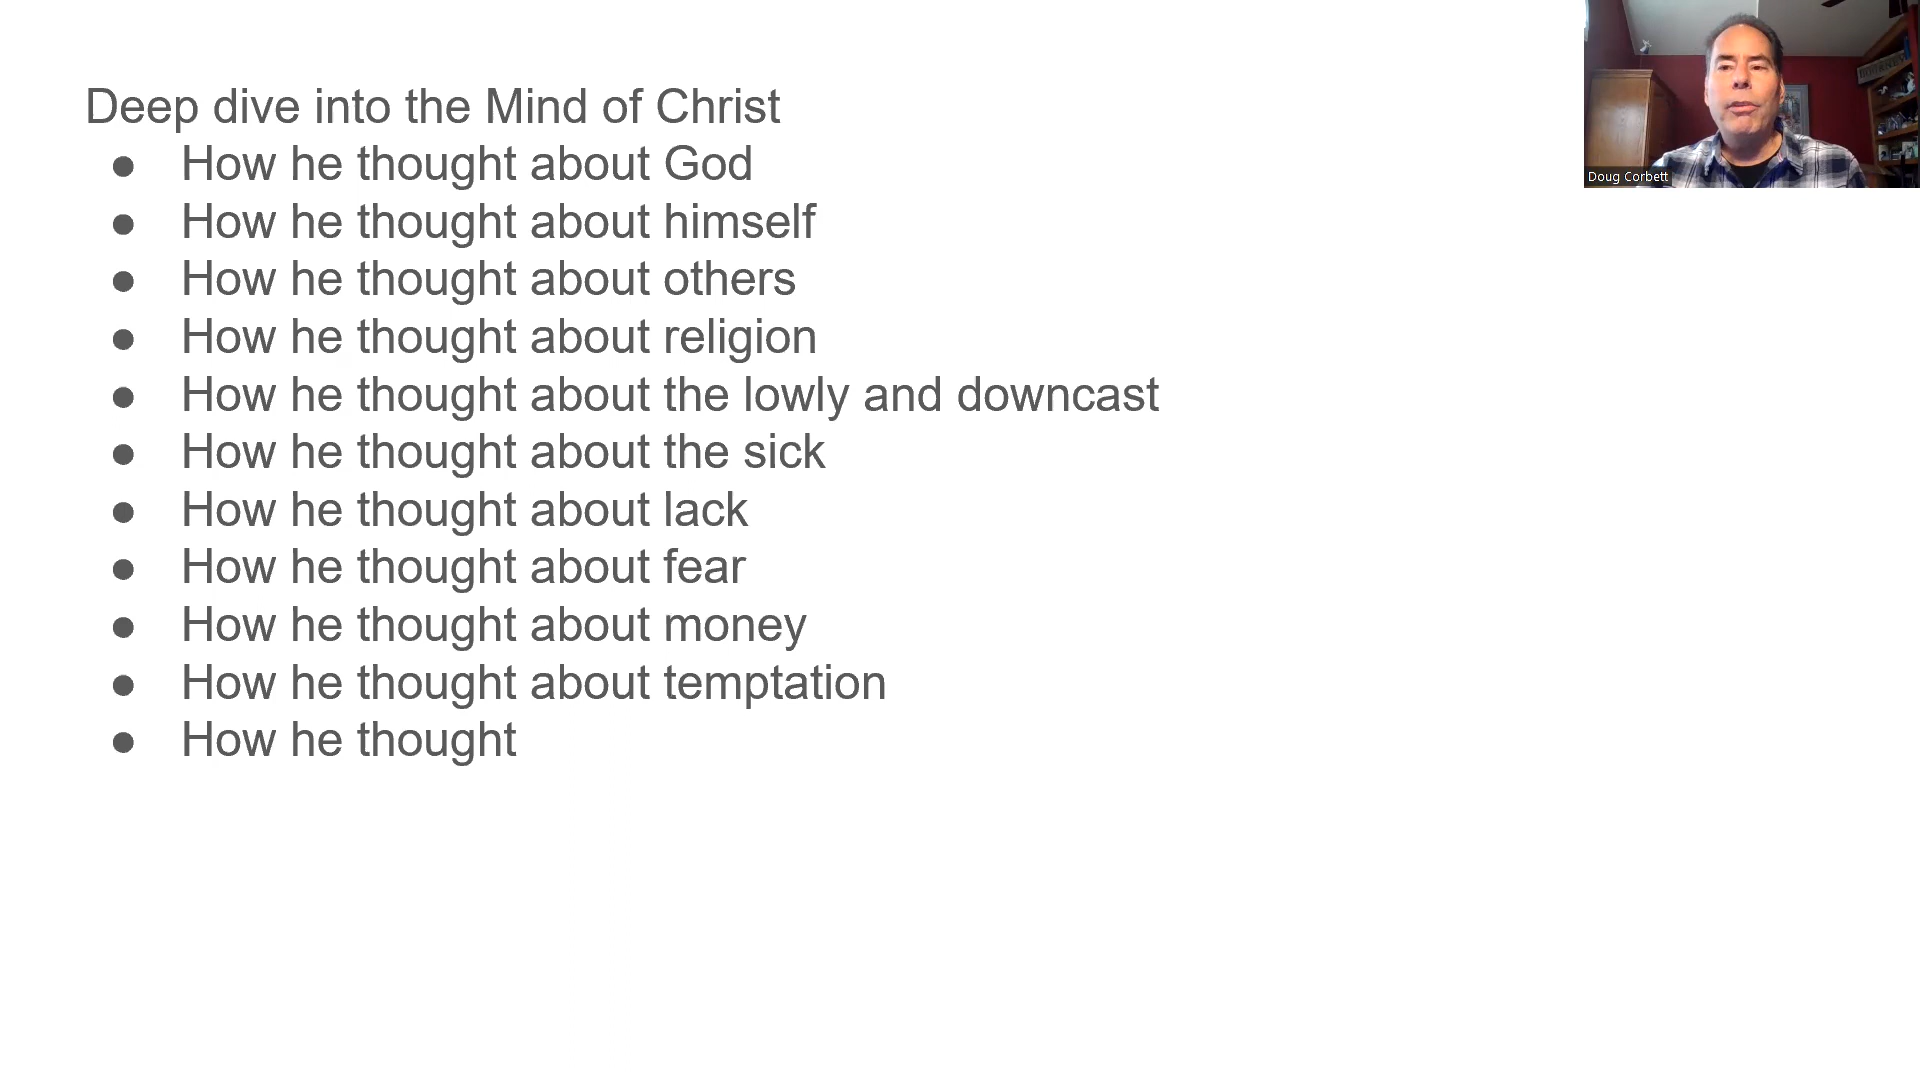 Deep dive into the Mind of Christ
● How he thought about God
● How he thought about himself
● How he thought about others
● How he thought about religion
● How he thought about the lowly and downcast
● How he thought about the sick
● How he thought about lack
● How he thought about fear
● How he thought about money
● How he thought about temptation
● How he thought
Doug Corbett